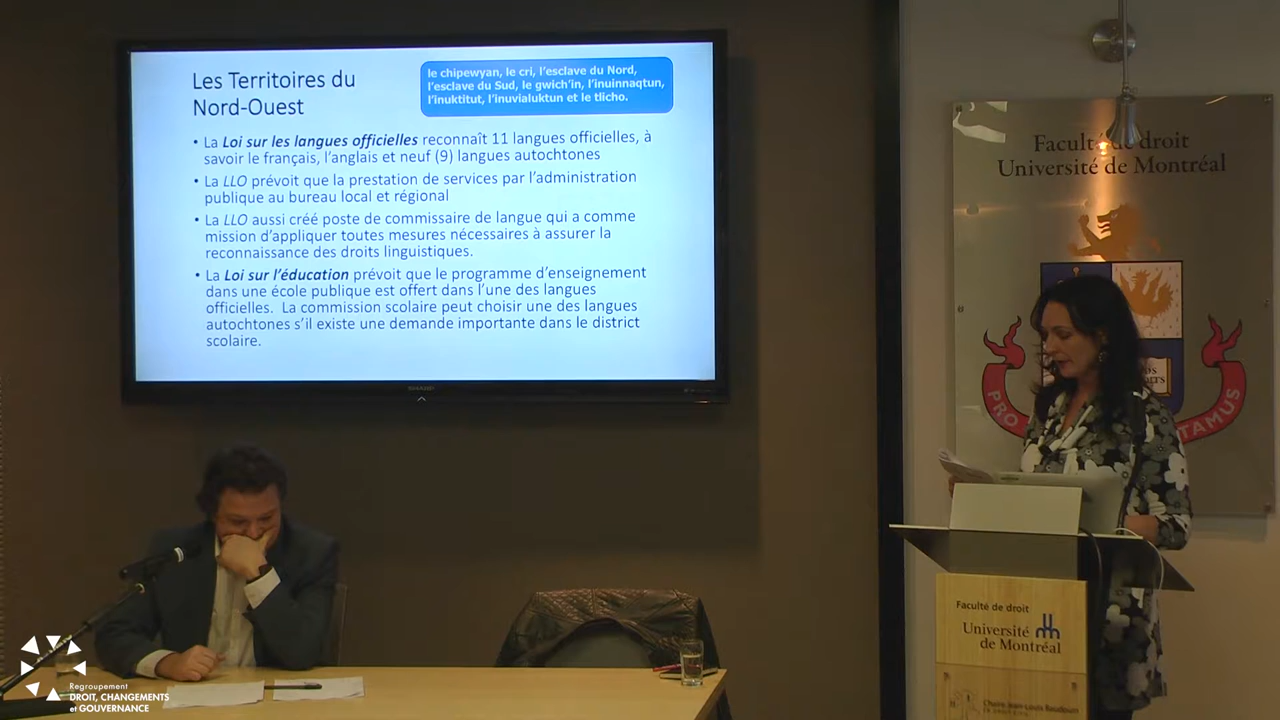 Les Territoires du
Nord-Ouest
le chipewyan, le cri, l'esclave du Nord,
l'esclave du Sud, le gwich'in, l'inuinnaqtun,
l'inuktitut, l'inuvialuktun et le tlicho.
• La Loi sur les langues officielles reconnaît 11 langues officielles, à
savoir le français, l'anglais et neuf (9) langues autochtones
• La LLO prévoit que la prestation de services par l'administration
publique au bureau local et régional
• La LLO aussi créé poste de commissaire de langue qui a comme
mission d'appliquer toutes mesures nécessaires à assurer la
reconnaissance des droits linguistiques.
• La Loi sur l'éducation prévoit que le programme d'enseignement
dans une école publique est offert dans l'une des langues
officielles. La commission scolaire peut choisir une des langues
autochtones s'il existe une demande importante dans le district
scolaire.
SHARP
Faculté de droit
Université de Montréal
PRO
TAMUS
Faculté de droit
Université
de Montréal
Chaire Jean-Louis Baudouin
Regroupement
DROIT, CHANGEMENTS
et GOUVERNANCE